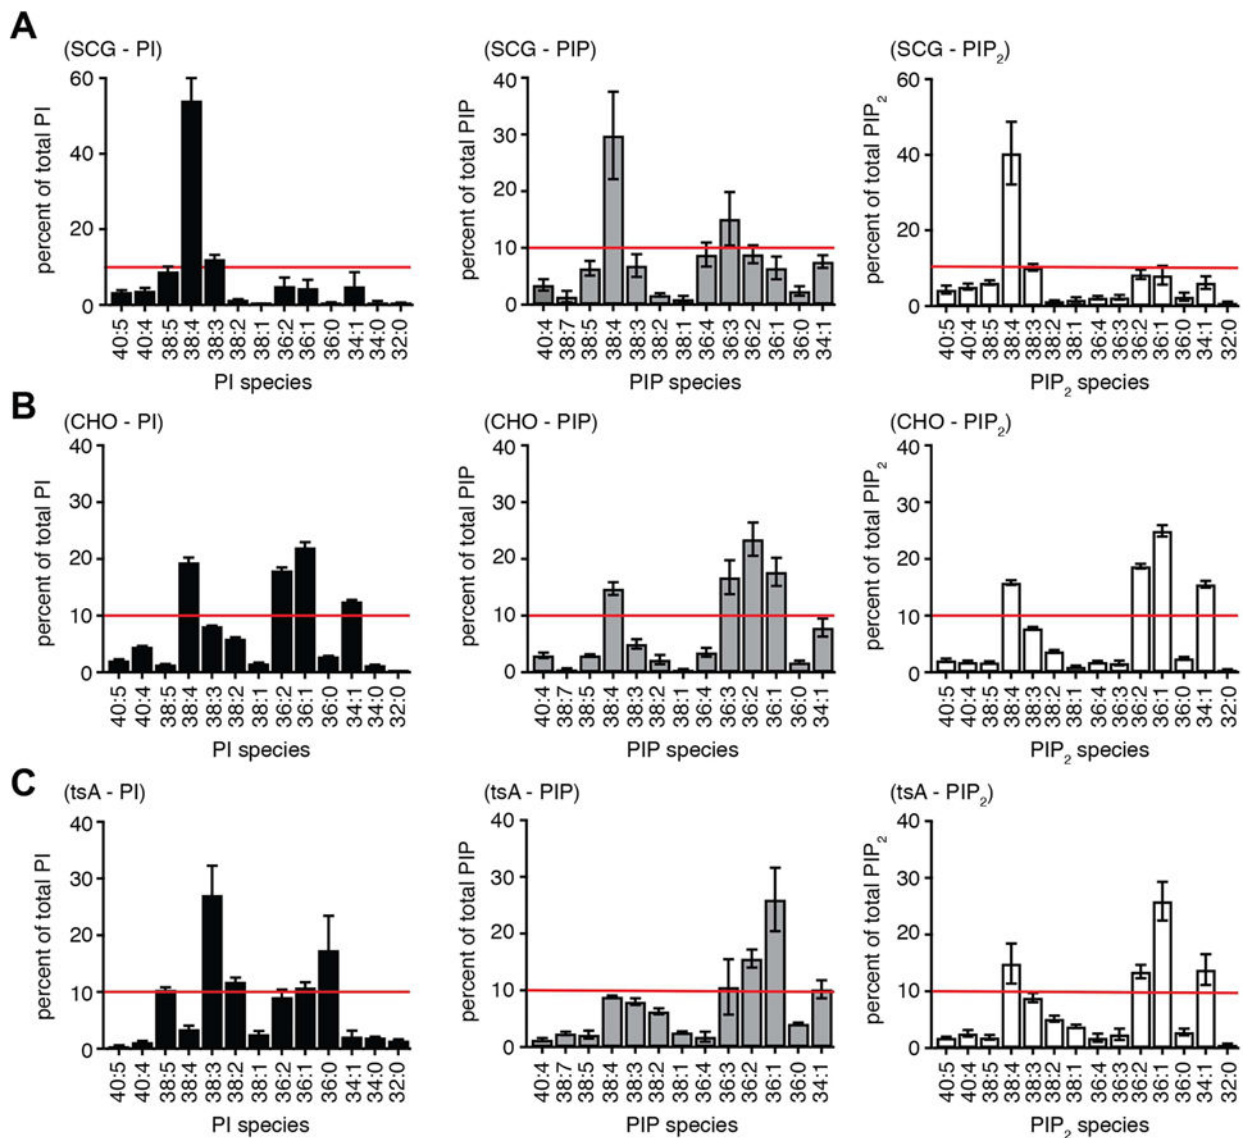 A
(SCG - PI)
percent of total PI
60
40
20
0
40:5 40:4 38:5 38:4 38:3 38:2 38:1 36:2 36:1 36:0 34:1 34:0 32:0
PI species
(SCG - PIP)
percent of total PIP
40
30
20
10
0
40:4 38:7 38:5 38:4 38:3 38:2 38:1 36:4 36:3 36:2 36:1 36:0 34:1
PIP species
(SCG - PIP2)
percent of total PIP2
60
40
20
0
40:5 40:4 38:5 38:4 38:3 38:2 38:1 36:4 36:3 36:2 36:1 36:0 34:1 32:0
PIP2 species
B
(CHO - PI)
percent of total PI
40
30
20
10
0
40:5 40:4 38:5 38:4 38:3 38:2 38:1 36:2 36:1 36:0 34:1 34:0 32:0
PI species
(CHO - PIP)
percent of total PIP
40
30
20
10
0
40:4 38:7 38:5 38:4 38:3 38:2 38:1 36:4 36:3 36:2 36:1 36:0 34:1
PIP species
(CHO - PIP2)
percent of total PIP2
40
30
20
10
0
40:5 40:4 38:5 38:4 38:3 38:2 38:1 36:4 36:3 36:2 36:1 36:0 34:1 32:0
PIP2 species
C
(tsA - PI)
percent of total PI
40
30
20
10
0
40:5 40:4 38:5 38:4 38:3 38:2 38:1 36:2 36:1 36:0 34:1 34:0 32:0
PI species
(tsA - PIP)
percent of total PIP
40
30
20
10
0
40:4 38:7 38:5 38:4 38:3 38:2 38:1 36:4 36:3 36:2 36:1 36:0 34:1
PIP species
(tsA - PIP2)
percent of total PIP2
40
30
20
10
0
40:5 40:4 38:5 38:4 38:3 38:2 38:1 36:4 36:3 36:2 36:1 36:0 34:1 32:0
PIP2 species